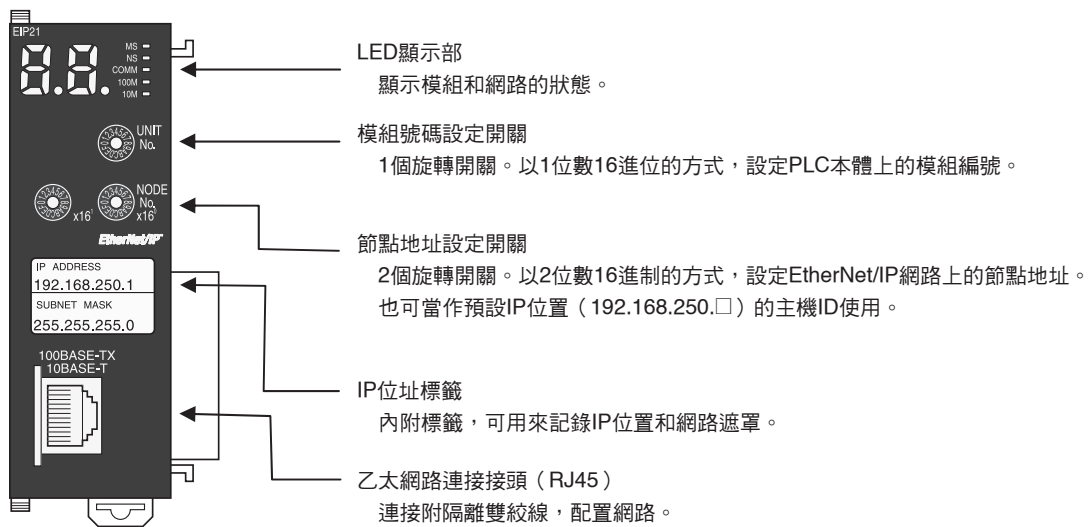 EIP21
8.8.
MS
NS
COMM
100M
10M
UNIT
No.
NODE
No.
x16¹
x16⁰
EtherNet/IP
IP ADDRESS
192.168.250.1
SUBNET MASK
255.255.255.0
100BASE-TX
10BASE-T
LED顯示部
顯示模組和網路的狀態。
模組號碼設定開關
1個旋轉開關。以1位數16進位的方式，設定PLC本體上的模組編號。
節點地址設定開關
2個旋轉開關。以2位數16進制的方式，設定EtherNet/IP網路上的節點地址。
也可當作預設IP位置（192.168.250.□）的主機ID使用。
IP位址標籤
內附標籤，可用來記錄IP位置和網路遮罩。
乙太網路連接接頭（RJ45）
連接附隔離雙絞線，配置網路。